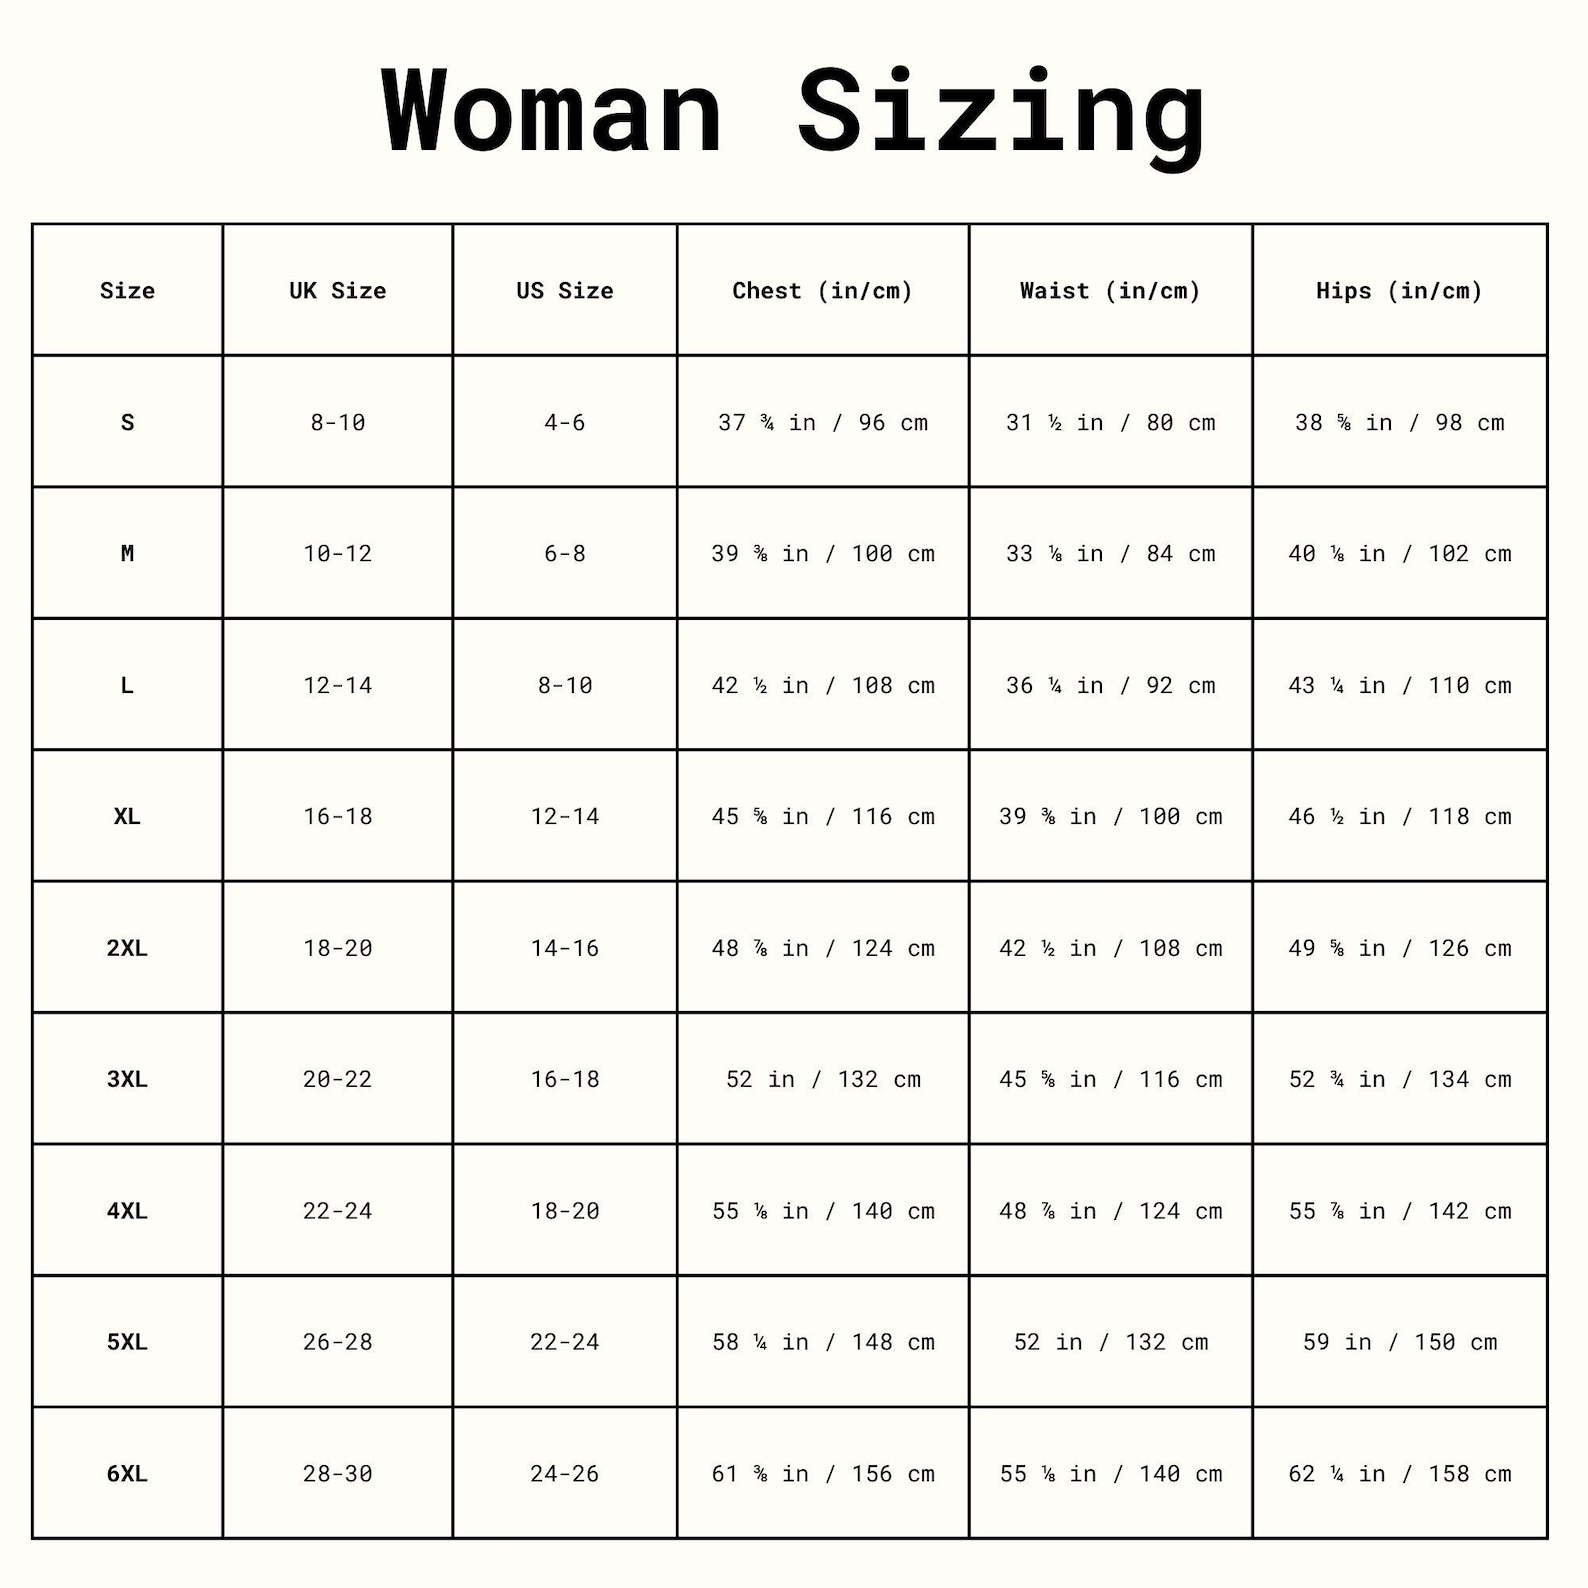 Woman Sizing
Size UK Size US Size Chest (in/cm) Waist (in/cm) Hips (in/cm)
S 8-10 4-6 37 ¾ in / 96 cm 31 ½ in / 80 cm 38 ⅝ in / 98 cm
M 10-12 6-8 39 ⅜ in / 100 cm 33 ⅛ in / 84 cm 40 ⅛ in / 102 cm
L 12-14 8-10 42 ½ in / 108 cm 36 ¼ in / 92 cm 43 ¼ in / 110 cm
XL 16-18 12-14 45 ⅝ in / 116 cm 39 ⅜ in / 100 cm 46 ½ in / 118 cm
2XL 18-20 14-16 48 ⅞ in / 124 cm 42 ½ in / 108 cm 49 ⅝ in / 126 cm
3XL 20-22 16-18 52 in / 132 cm 45 ⅝ in / 116 cm 52 ¾ in / 134 cm
4XL 22-24 18-20 55 ⅛ in / 140 cm 48 ⅞ in / 124 cm 55 ⅞ in / 142 cm
5XL 26-28 22-24 58 ¼ in / 148 cm 52 in / 132 cm 59 in / 150 cm
6XL 28-30 24-26 61 ⅜ in / 156 cm 55 ⅛ in / 140 cm 62 ¼ in / 158 cm